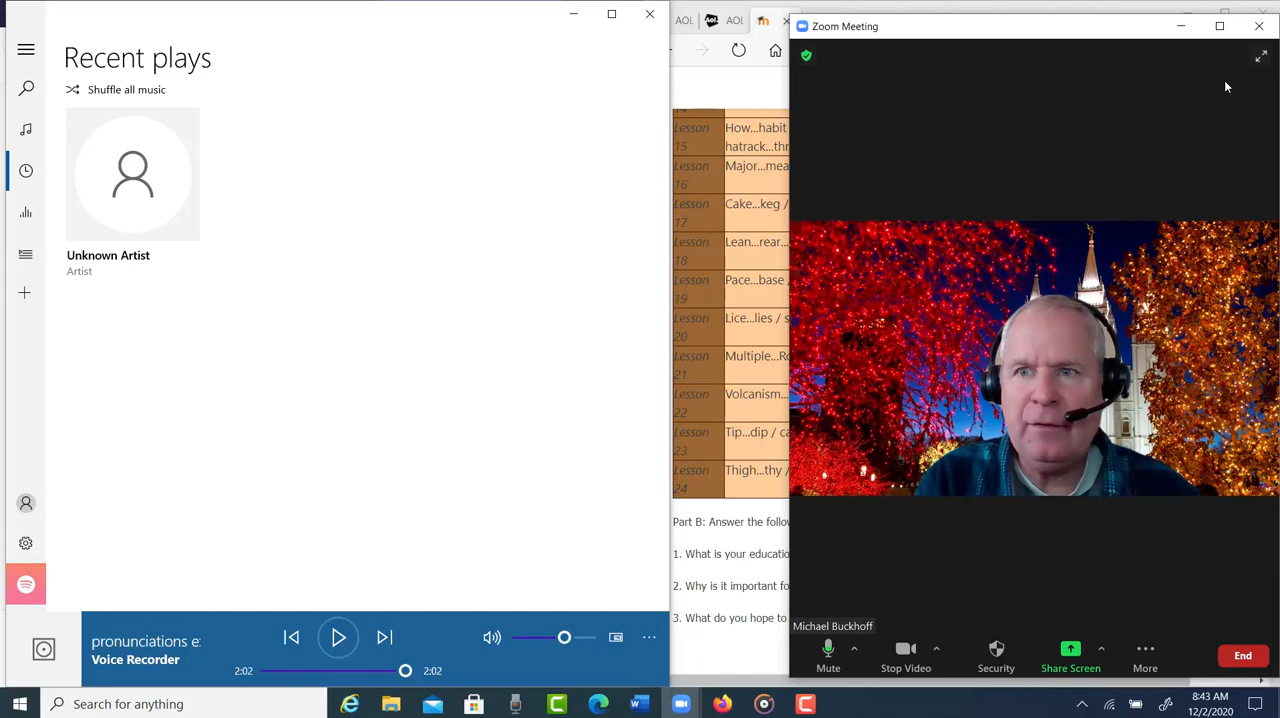 Recent plays
Shuffle all music
Unknown Artist
Artist
pronunciations e
Voice Recorder
2:02
2:02
AOL
AOL
Lesson
15
How...habit
hatrack...thr
Lesson
16
Major...mea
Lesson
17
Cake...keg /
Lesson
18
Lean...rear...
Lesson
19
Pace...base /
Lesson
20
Lice...lies / s
Lesson
21
Multiple...Ro
Lesson
22
Volcanism...
Lesson
23
Tip...dip / ca
Lesson
24
Thigh...thy /
Part B: Answer the follow
1. What is your educatio
2. Why is it important fo
3. What do you hope to
Zoom Meeting
Michael Buckhoff
Mute
Stop Video
Security
Share Screen
More
End
Search for anything
8:43 AM
12/2/2020